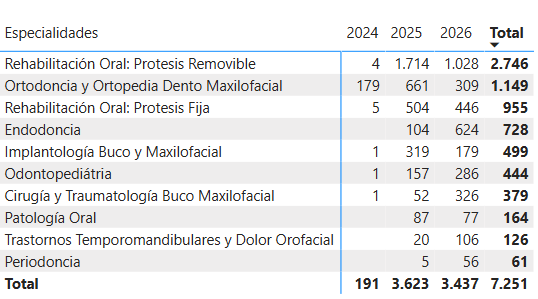 Especialidades 2024 2025 2026 Total
Rehabilitación Oral: Protesis Removible 4 1.714 1.028 2.746
Ortodoncia y Ortopedia Dento Maxilofacial 179 661 309 1.149
Rehabilitación Oral: Protesis Fija 5 504 446 955
Endodoncia 104 624 728
Implantología Buco y Maxilofacial 1 319 179 499
Odontopediátria 1 157 286 444
Cirugía y Traumatología Buco Maxilofacial 1 52 326 379
Patología Oral 87 77 164
Trastornos Temporomandibulares y Dolor Orofacial 20 106 126
Periodoncia 5 56 61
Total 191 3.623 3.437 7.251